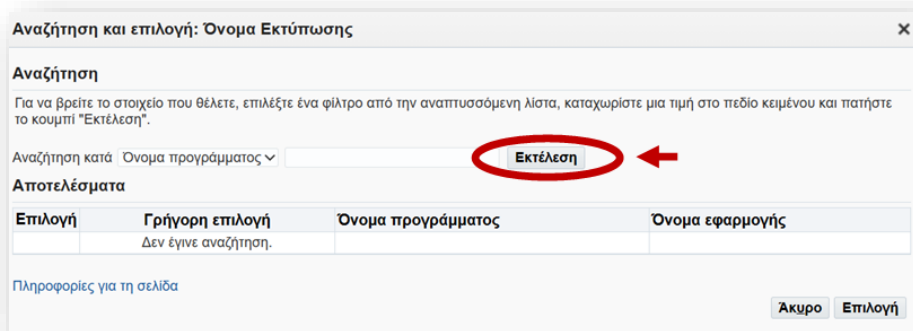 Αναζήτηση και επιλογή: Όνομα Εκτύπωσης
Αναζήτηση
Για να βρείτε το στοιχείο που θέλετε, επιλέξτε ένα φίλτρο από την αναπτυσσόμενη λίστα, καταχωρίστε μια τιμή στο πεδίο κειμένου και πατήστε
το κουμπί "Εκτέλεση".
Αναζήτηση κατά Όνομα προγράμματος Εκτέλεση
Αποτελέσματα
Επιλογή Γρήγορη επιλογή Όνομα προγράμματος Όνομα εφαρμογής
Δεν έγινε αναζήτηση.
Πληροφορίες για τη σελίδα
Άκυρο Επιλογή